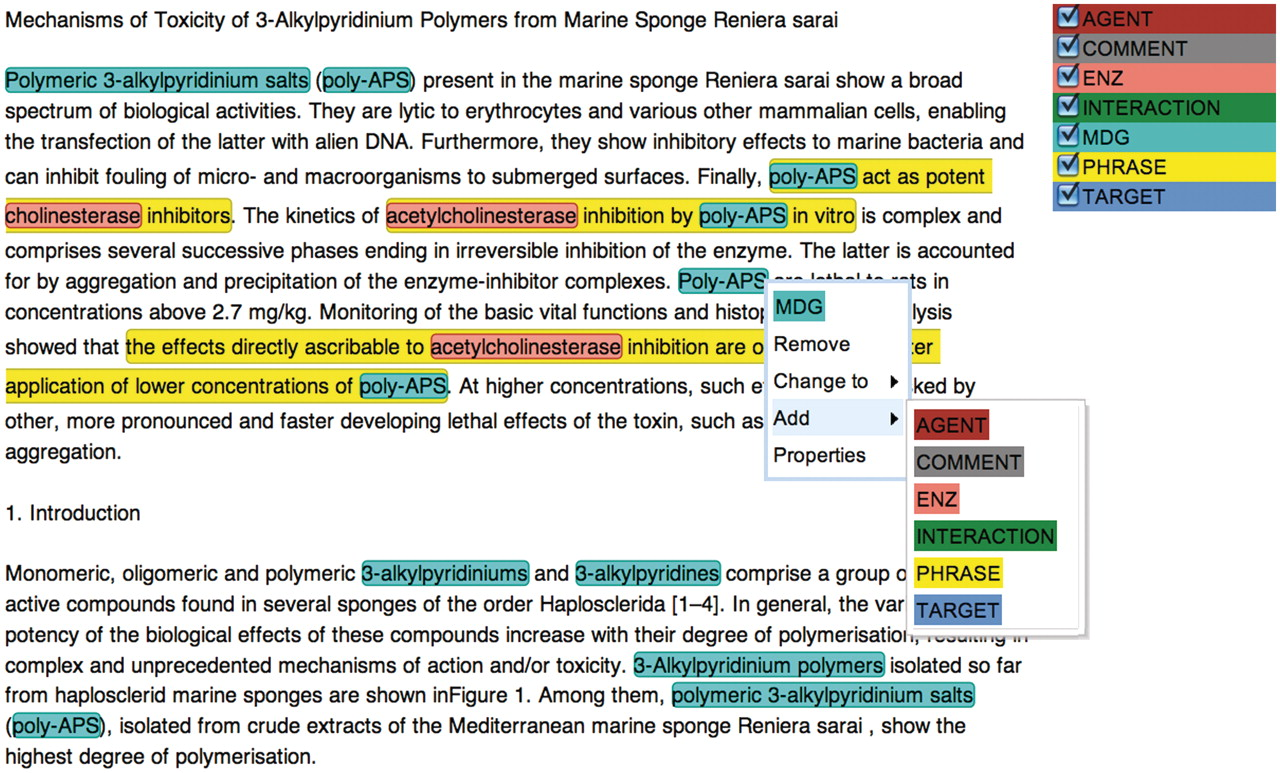 Mechanisms of Toxicity of 3-Alkylpyridinium Polymers from Marine Sponge Reniera sarai
Polymeric 3-alkylpyridinium salts (poly-APS) present in the marine sponge Reniera sarai show a broad
spectrum of biological activities. They are lytic to erythrocytes and various other mammalian cells, enabling
the transfection of the latter with alien DNA. Furthermore, they show inhibitory effects to marine bacteria and
can inhibit fouling of micro- and macroorganisms to submerged surfaces. Finally, poly-APS act as potent
cholinesterase inhibitors. The kinetics of acetylcholinesterase inhibition by poly-APS in vitro is complex and
comprises several successive phases ending in irreversible inhibition of the enzyme. The latter is accounted
for by aggregation and precipitation of the enzyme-inhibitor complexes. Poly-APS are lethal to rats in
concentrations above 2.7 mg/kg. Monitoring of the basic vital functions and histop lysis
showed that the effects directly ascribable to acetylcholinesterase inhibition are o ter
application of lower concentrations of poly-APS. At higher concentrations, such ef ked by
other, more pronounced and faster developing lethal effects of the toxin, such as
aggregation.
1. Introduction
Monomeric, oligomeric and polymeric 3-alkylpyridiniums and 3-alkylpyridines comprise a group o
active compounds found in several sponges of the order Haplosclerida [1–4]. In general, the var
potency of the biological effects of these compounds increase with their degree of polymerisation, resulting in
complex and unprecedented mechanisms of action and/or toxicity. 3-Alkylpyridinium polymers isolated so far
from haplosclerid marine sponges are shown inFigure 1. Among them, polymeric 3-alkylpyridinium salts
(poly-APS), isolated from crude extracts of the Mediterranean marine sponge Reniera sarai , show the
highest degree of polymerisation.
MDG
Remove
Change to
Add
Properties
AGENT
COMMENT
ENZ
INTERACTION
PHRASE
TARGET
AGENT
COMMENT
ENZ
INTERACTION
MDG
PHRASE
TARGET